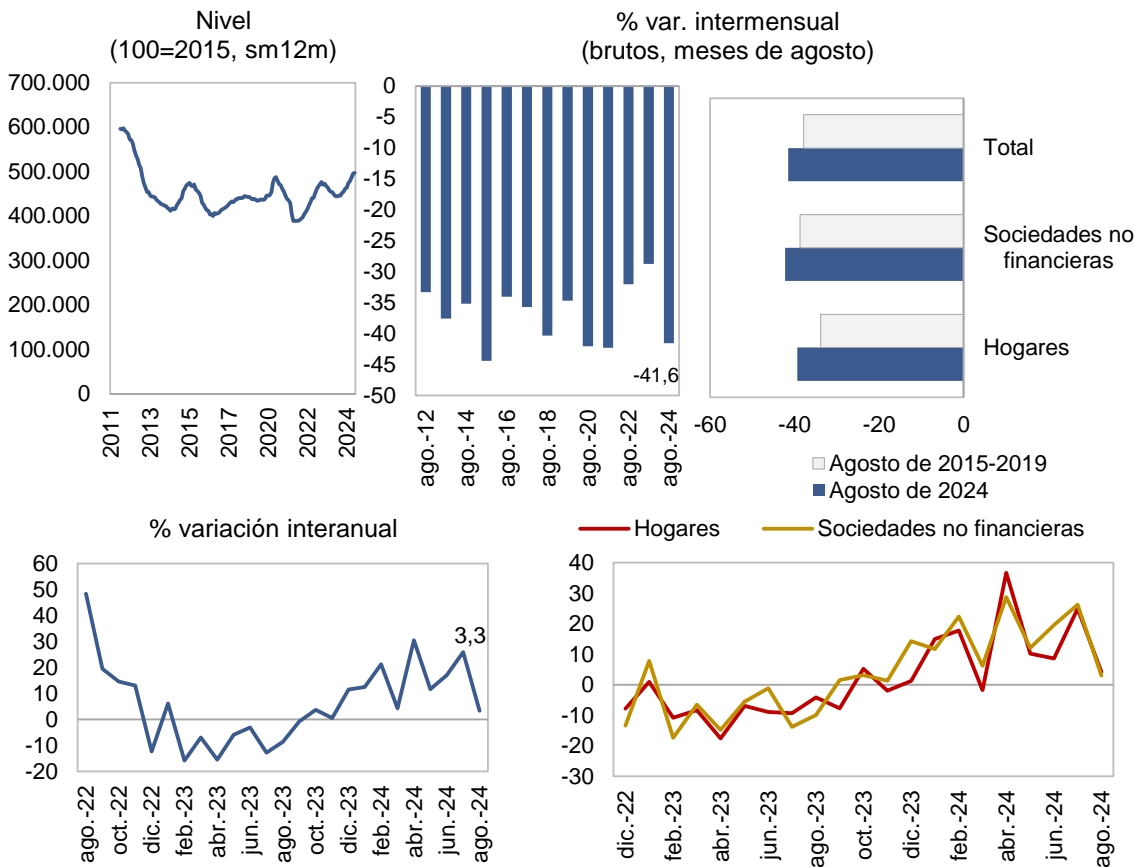 Nivel
(100=2015, sm12m)
700.000
600.000
500.000
400.000
300.000
200.000
100.000
0
2011
2013
2015
2017
2020
2022
2024
% var. intermensual
(brutos, meses de agosto)
0
-5
-10
-15
-20
-25
-30
-35
-40
-45
-50
-41,6
ago.-12
ago.-14
ago.-16
ago.-18
ago.-20
ago.-22
ago.-24
Total
Sociedades no
financieras
Hogares
-60
-40
-20
0
Agosto de 2015-2019
Agosto de 2024
% variación interanual
60
50
40
30
20
10
0
-10
-20
3,3
ago.-22
oct.-22
dic.-22
feb.-23
abr.-23
jun.-23
ago.-23
oct.-23
dic.-23
feb.-24
abr.-24
jun.-24
ago.-24
Hogares
Sociedades no financieras
40
30
20
10
0
-10
-20
-30
dic.-22
feb.-23
abr.-23
jun.-23
ago.-23
oct.-23
dic.-23
feb.-24
abr.-24
jun.-24
ago.-24